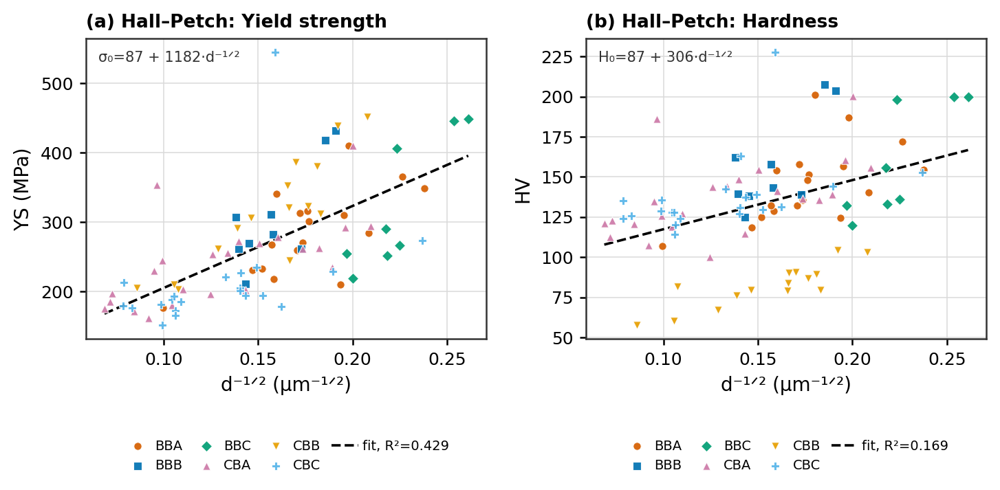 (a) Hall–Petch: Yield strength
σ₀=87 + 1182·d⁻¹ᐟ²
YS (MPa)
500
400
300
200
0.10 0.15 0.20 0.25
d⁻¹ᐟ² (μm⁻¹ᐟ²)
BBA BBC CBB fit, R²=0.429
BBB CBA CBC
(b) Hall–Petch: Hardness
H₀=87 + 306·d⁻¹ᐟ²
HV
225
200
175
150
125
100
75
50
0.10 0.15 0.20 0.25
d⁻¹ᐟ² (μm⁻¹ᐟ²)
BBA BBC CBB fit, R²=0.169
BBB CBA CBC